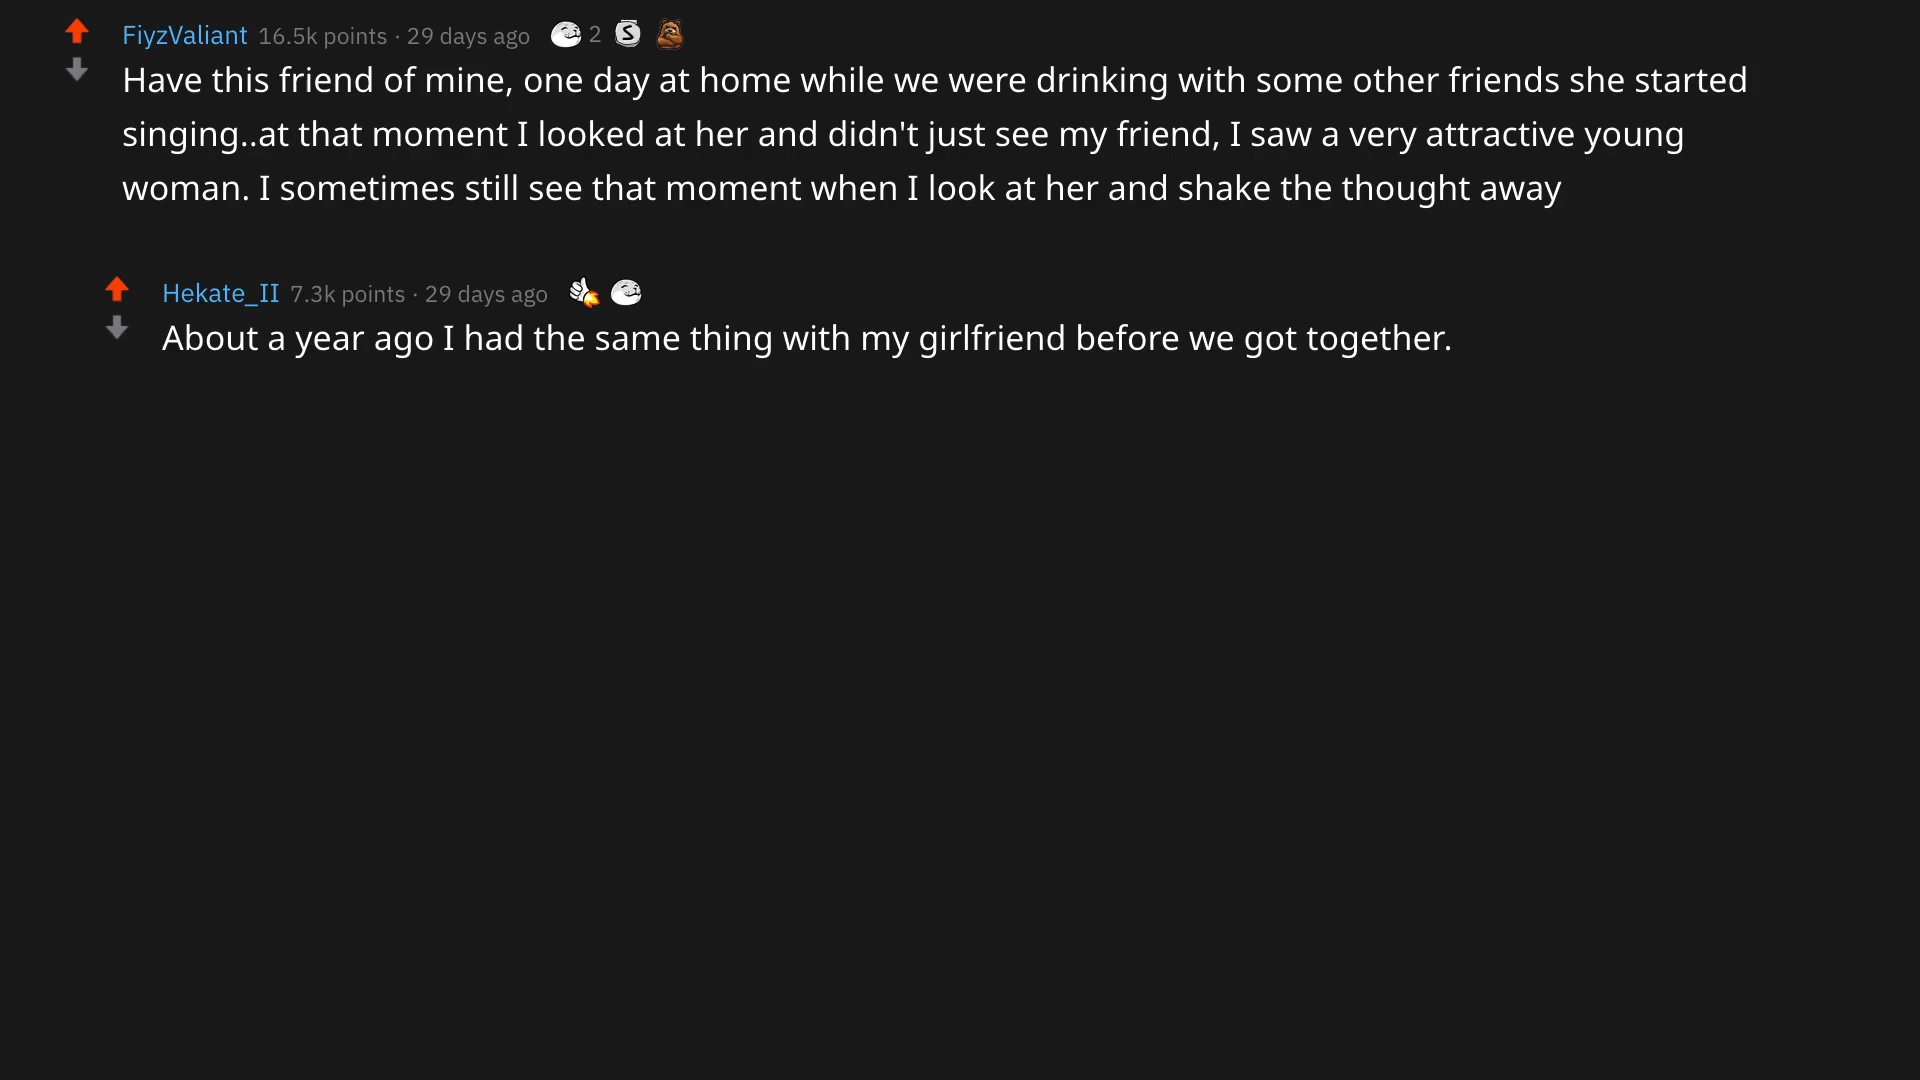 FiyzValiant 16.5k points · 29 days ago 2 S
Have this friend of mine, one day at home while we were drinking with some other friends she started
singing..at that moment I looked at her and didn't just see my friend, I saw a very attractive young
woman. I sometimes still see that moment when I look at her and shake the thought away
Hekate_II 7.3k points · 29 days ago
About a year ago I had the same thing with my girlfriend before we got together.